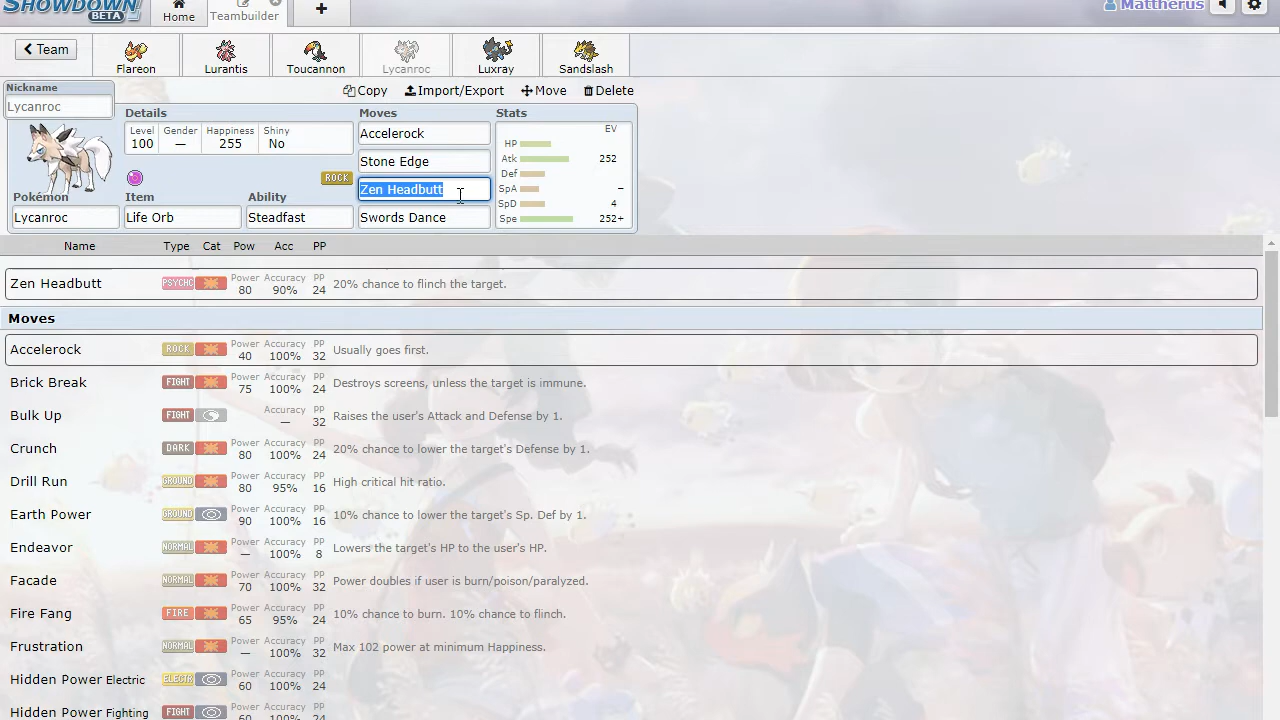 SHOWDOWN
BETA
Home
Teambuilder
+
Mattherus
< Team
Flareon
Lurantis
Toucannon
Lycanroc
Luxray
Sandslash
Copy
Import/Export
Move
Delete
Nickname
Lycanroc
Details
Level
100
Gender
—
Happiness
255
Shiny
No
ROCK
Pokémon
Lycanroc
Item
Life Orb
Ability
Steadfast
Moves
Accelerock
Stone Edge
Zen Headbutt
Swords Dance
Stats
EV
HP
Atk 252
Def
SpA –
SpD 4
Spe 252+
Name Type Cat Pow Acc PP
Zen Headbutt PSYCHC Power 80 Accuracy 90% PP 24 20% chance to flinch the target.
Moves
Accelerock ROCK Power 40 Accuracy 100% PP 32 Usually goes first.
Brick Break FIGHT Power 75 Accuracy 100% PP 24 Destroys screens, unless the target is immune.
Bulk Up FIGHT Accuracy — PP 32 Raises the user's Attack and Defense by 1.
Crunch DARK Power 80 Accuracy 100% PP 24 20% chance to lower the target's Defense by 1.
Drill Run GROUND Power 80 Accuracy 95% PP 16 High critical hit ratio.
Earth Power GROUND Power 90 Accuracy 100% PP 16 10% chance to lower the target's Sp. Def by 1.
Endeavor NORMAL Power — Accuracy 100% PP 8 Lowers the target's HP to the user's HP.
Facade NORMAL Power 70 Accuracy 100% PP 32 Power doubles if user is burn/poison/paralyzed.
Fire Fang FIRE Power 65 Accuracy 95% PP 24 10% chance to burn. 10% chance to flinch.
Frustration NORMAL Power — Accuracy 100% PP 32 Max 102 power at minimum Happiness.
Hidden Power Electric ELECTR Power 60 Accuracy 100% PP 24
Hidden Power Fighting FIGHT Power 60 Accuracy 100% PP 24